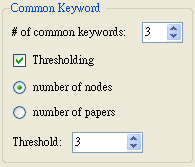 Common Keyword
# of common keywords: 3
Thresholding
number of nodes
number of papers
Threshold: 3